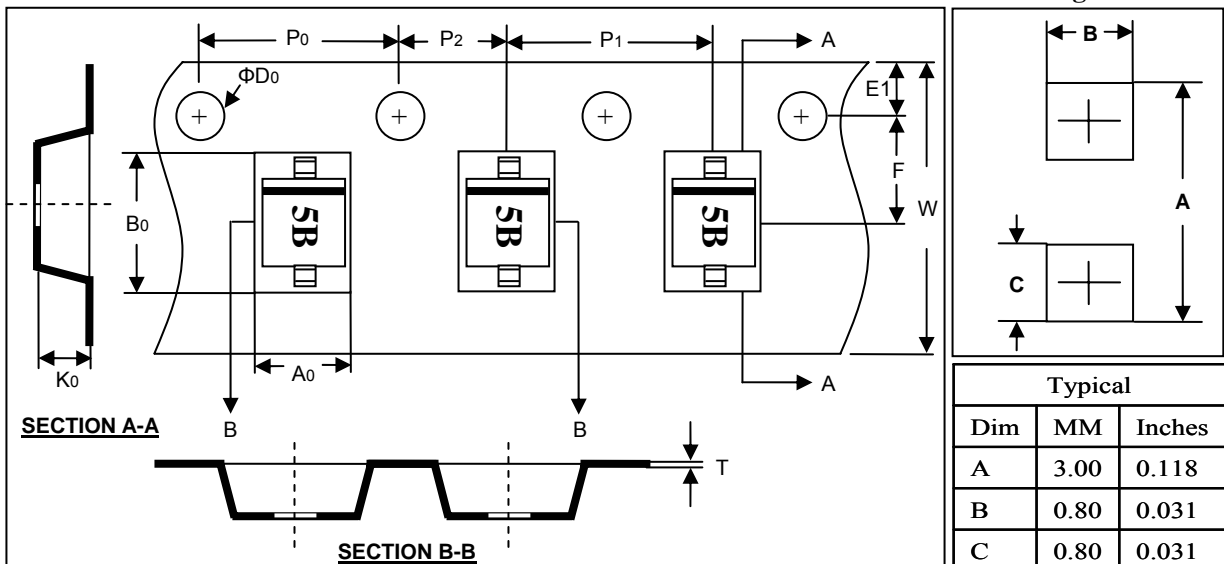 P0
P2
P1
A
ΦD0
E1
F
W
B0
5B
5B
5B
K0
A0
A
SECTION A-A
B
B
T
SECTION B-B
B
A
C
Typical
Dim MM Inches
A 3.00 0.118
B 0.80 0.031
C 0.80 0.031